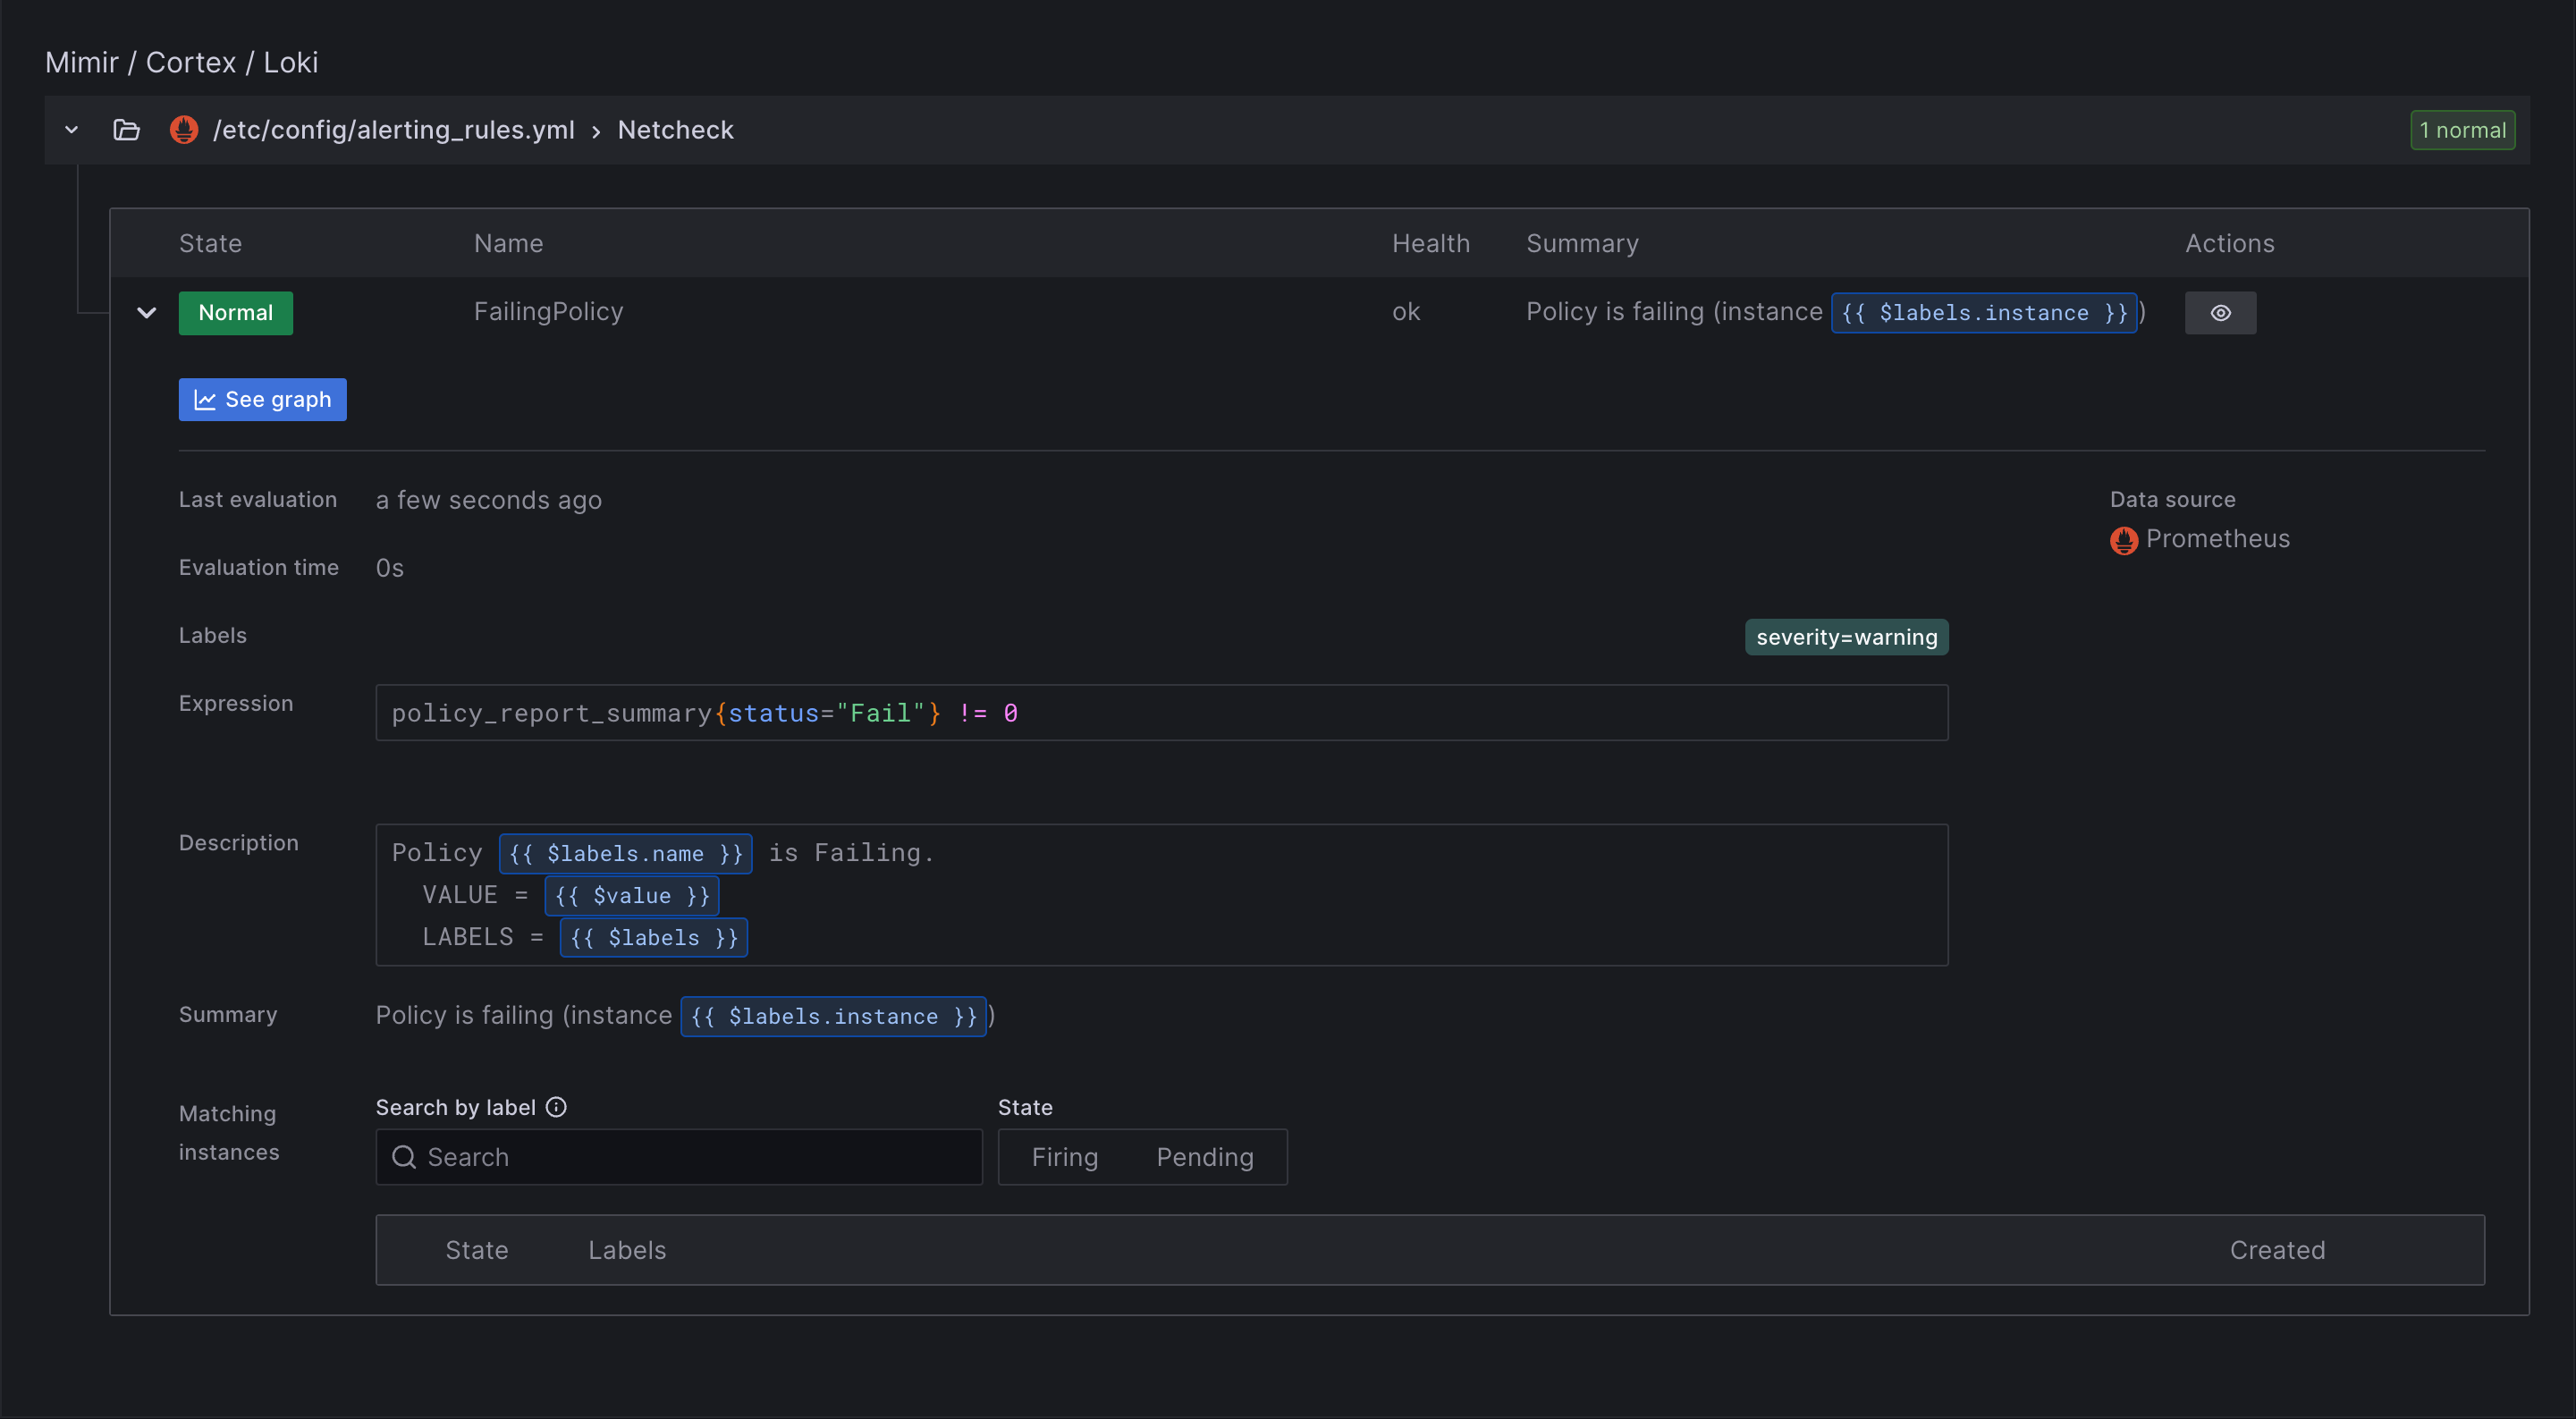 Mimir / Cortex / Loki
/etc/config/alerting_rules.yml › Netcheck 1 normal
State Name Health Summary Actions
Normal FailingPolicy ok Policy is failing (instance {{ $labels.instance }})
See graph
Last evaluation a few seconds ago Data source
Prometheus
Evaluation time 0s
Labels severity=warning
Expression policy_report_summary{status="Fail"} != 0
Description Policy {{ $labels.name }} is Failing.
VALUE = {{ $value }}
LABELS = {{ $labels }}
Summary Policy is failing (instance {{ $labels.instance }})
Matching instances
Search by label State
Search Firing Pending
State Labels Created